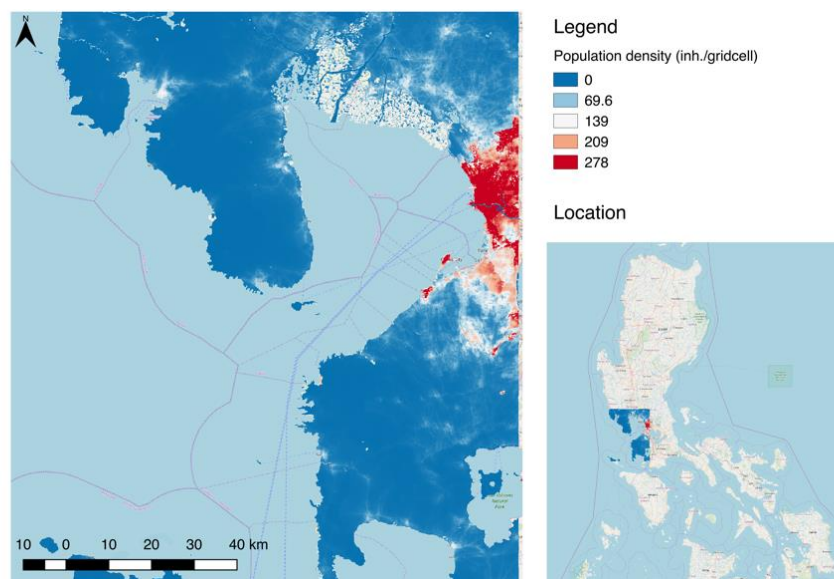 N
Legend
Population density (inh./gridcell)
0
69.6
139
209
278
Location
10 0 10 20 30 40 km